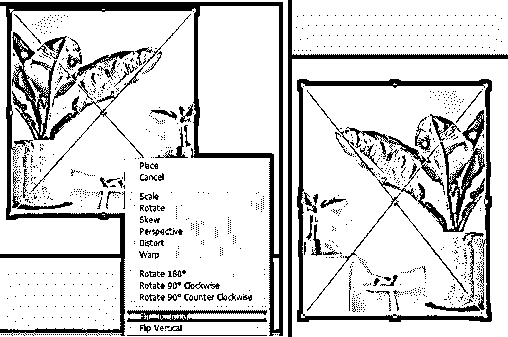 Place
Cancel
Scale
Rotate
Skew
Perspective
Distort
Warp
Rotate 180°
Rotate 90° Clockwise
Rotate 90° Counter Clockwise
Flip Vertical